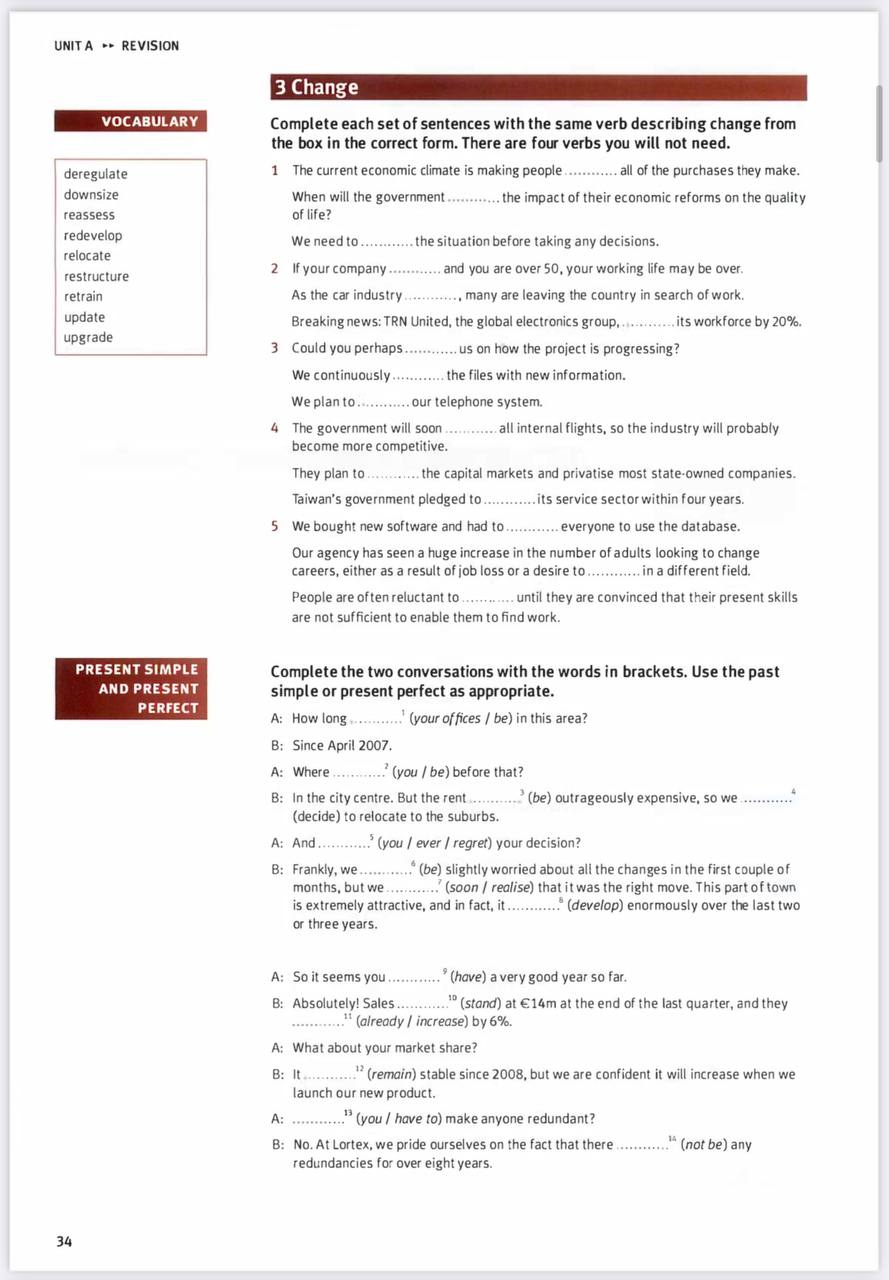 UNIT A ►► REVISION
3 Change
VOCABULARY
deregulate
downsize
reassess
redevelop
relocate
restructure
retrain
update
upgrade
Complete each set of sentences with the same verb describing change from
the box in the correct form. There are four verbs you will not need.
1 The current economic climate is making people ............ all of the purchases they make.
When will the government ............ the impact of their economic reforms on the quality
of life?
We need to ............ the situation before taking any decisions.
2 If your company ............ and you are over 50, your working life may be over.
As the car industry ............, many are leaving the country in search of work.
Breaking news: TRN United, the global electronics group, ............ its workforce by 20%.
3 Could you perhaps ............ us on how the project is progressing?
We continuously ............ the files with new information.
We plan to ............ our telephone system.
4 The government will soon ............ all internal flights, so the industry will probably
become more competitive.
They plan to ............ the capital markets and privatise most state-owned companies.
Taiwan's government pledged to ............ its service sector within four years.
5 We bought new software and had to ............ everyone to use the database.
Our agency has seen a huge increase in the number of adults looking to change
careers, either as a result of job loss or a desire to ............ in a different field.
People are often reluctant to ............ until they are convinced that their present skills
are not sufficient to enable them to find work.
PRESENT SIMPLE
AND PRESENT
PERFECT
Complete the two conversations with the words in brackets. Use the past
simple or present perfect as appropriate.
A: How long ............¹ (your offices / be) in this area?
B: Since April 2007.
A: Where ............² (you / be) before that?
B: In the city centre. But the rent ............³ (be) outrageously expensive, so we ............⁴
(decide) to relocate to the suburbs.
A: And ............⁵ (you / ever / regret) your decision?
B: Frankly, we ............⁶ (be) slightly worried about all the changes in the first couple of
months, but we ............⁷ (soon / realise) that it was the right move. This part of town
is extremely attractive, and in fact, it ............⁸ (develop) enormously over the last two
or three years.
A: So it seems you ............⁹ (have) a very good year so far.
B: Absolutely! Sales ............¹⁰ (stand) at €14m at the end of the last quarter, and they
............¹¹ (already / increase) by 6%.
A: What about your market share?
B: It ............¹² (remain) stable since 2008, but we are confident it will increase when we
launch our new product.
A: ............¹³ (you / have to) make anyone redundant?
B: No. At Lortex, we pride ourselves on the fact that there ............¹⁴ (not be) any
redundancies for over eight years.
34